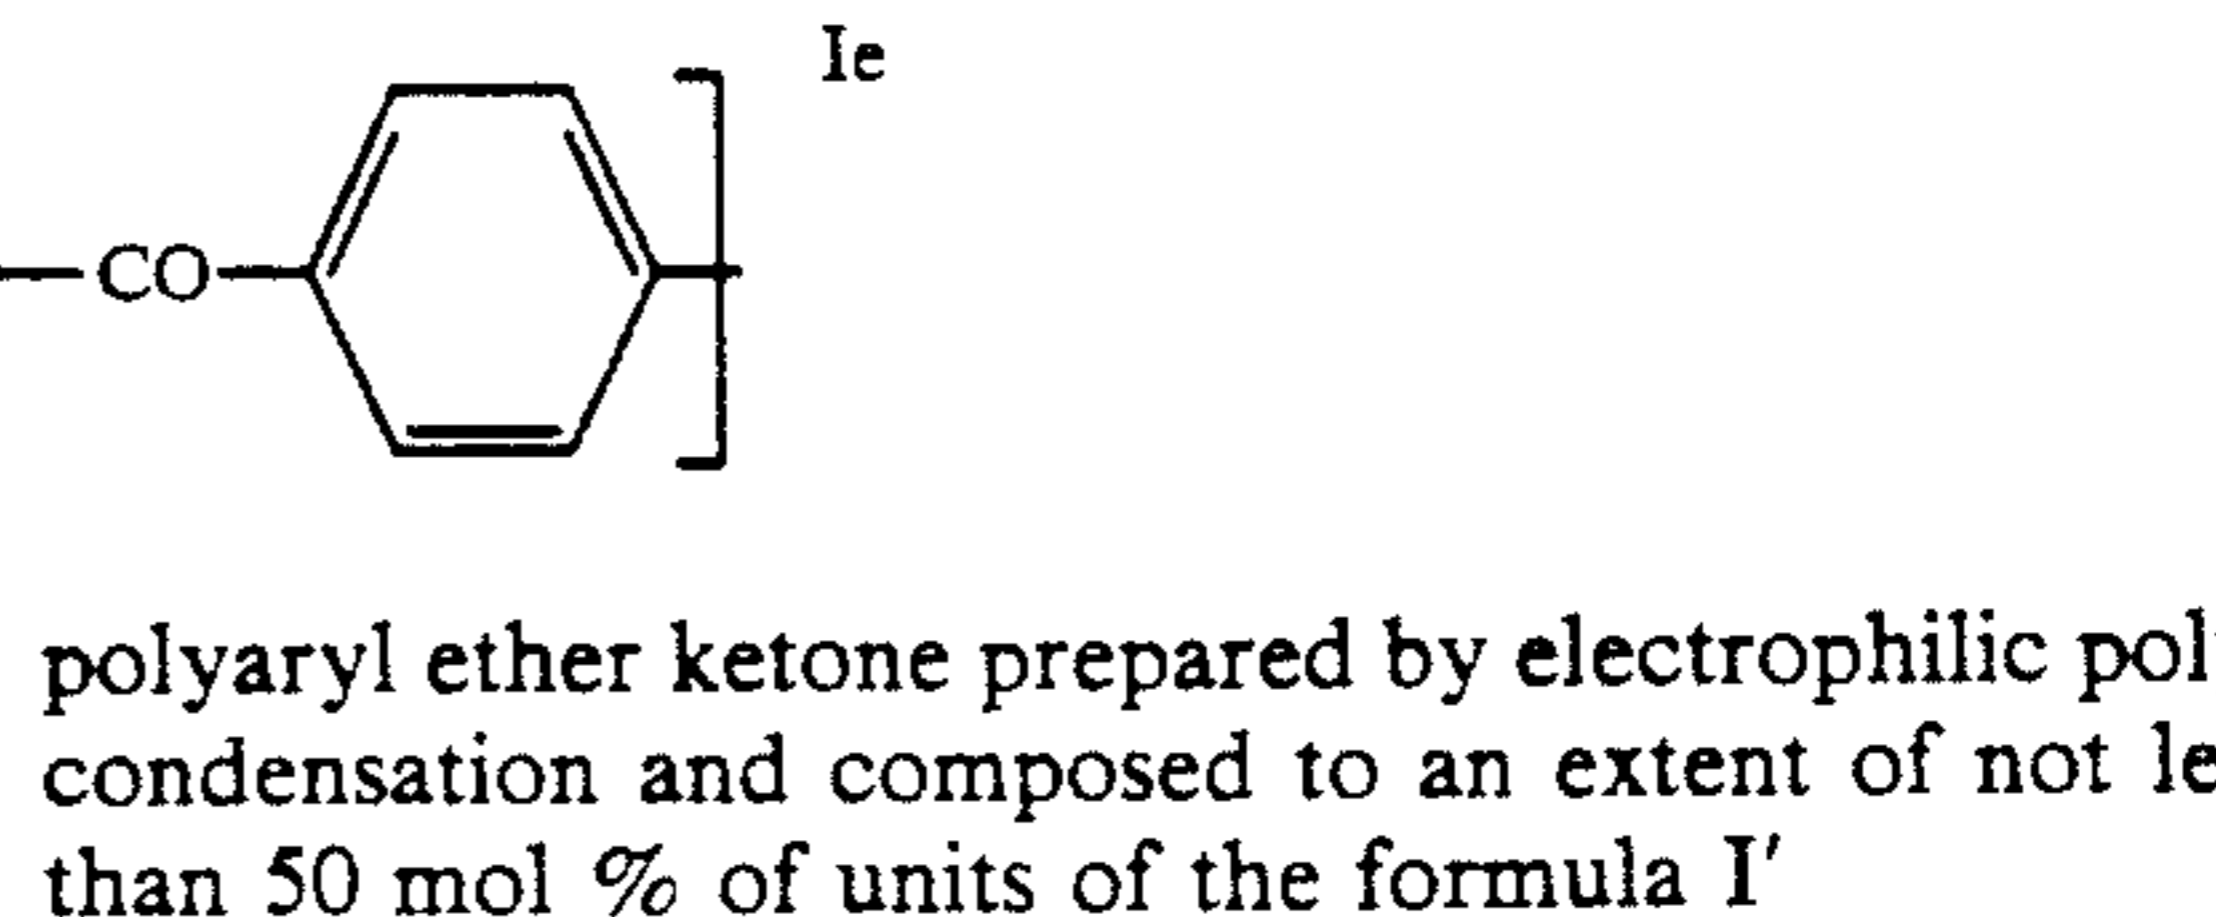 Ie
CO
polyaryl ether ketone prepared by electrophilic pol
condensation and composed to an extent of not le
than 50 mol % of units of the formula I′